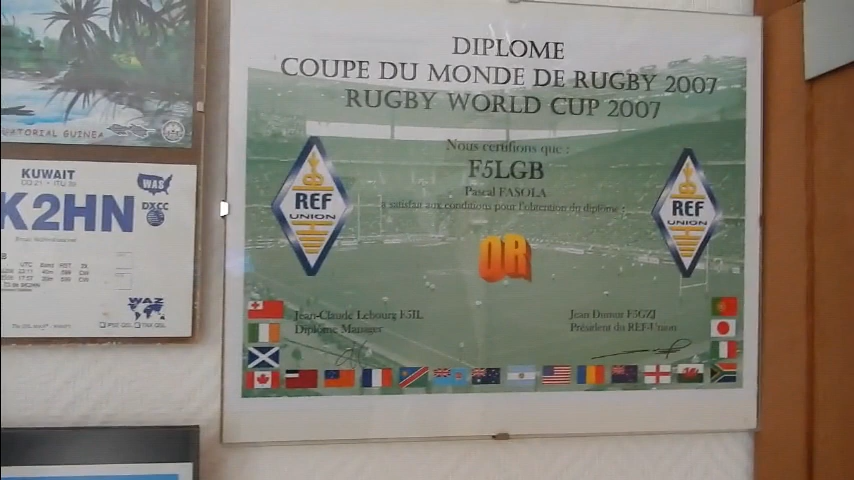 DIPLOME
COUPE DU MONDE DE RUGBY 2007
RUGBY WORLD CUP 2007
Nous certifions que :
F5LGB
Pascal FASOLA
a satisfait aux conditions pour l'obtention du diplôme :
OR
REF
UNION
REF
UNION
Jean-Claude Lebourg F5IL
Diplôme Manager
Jean Dumur F5GZJ
Président du REF-Union
UATORIAL GUINEA
KUWAIT
K2HN
WAS
DXCC
WAZ